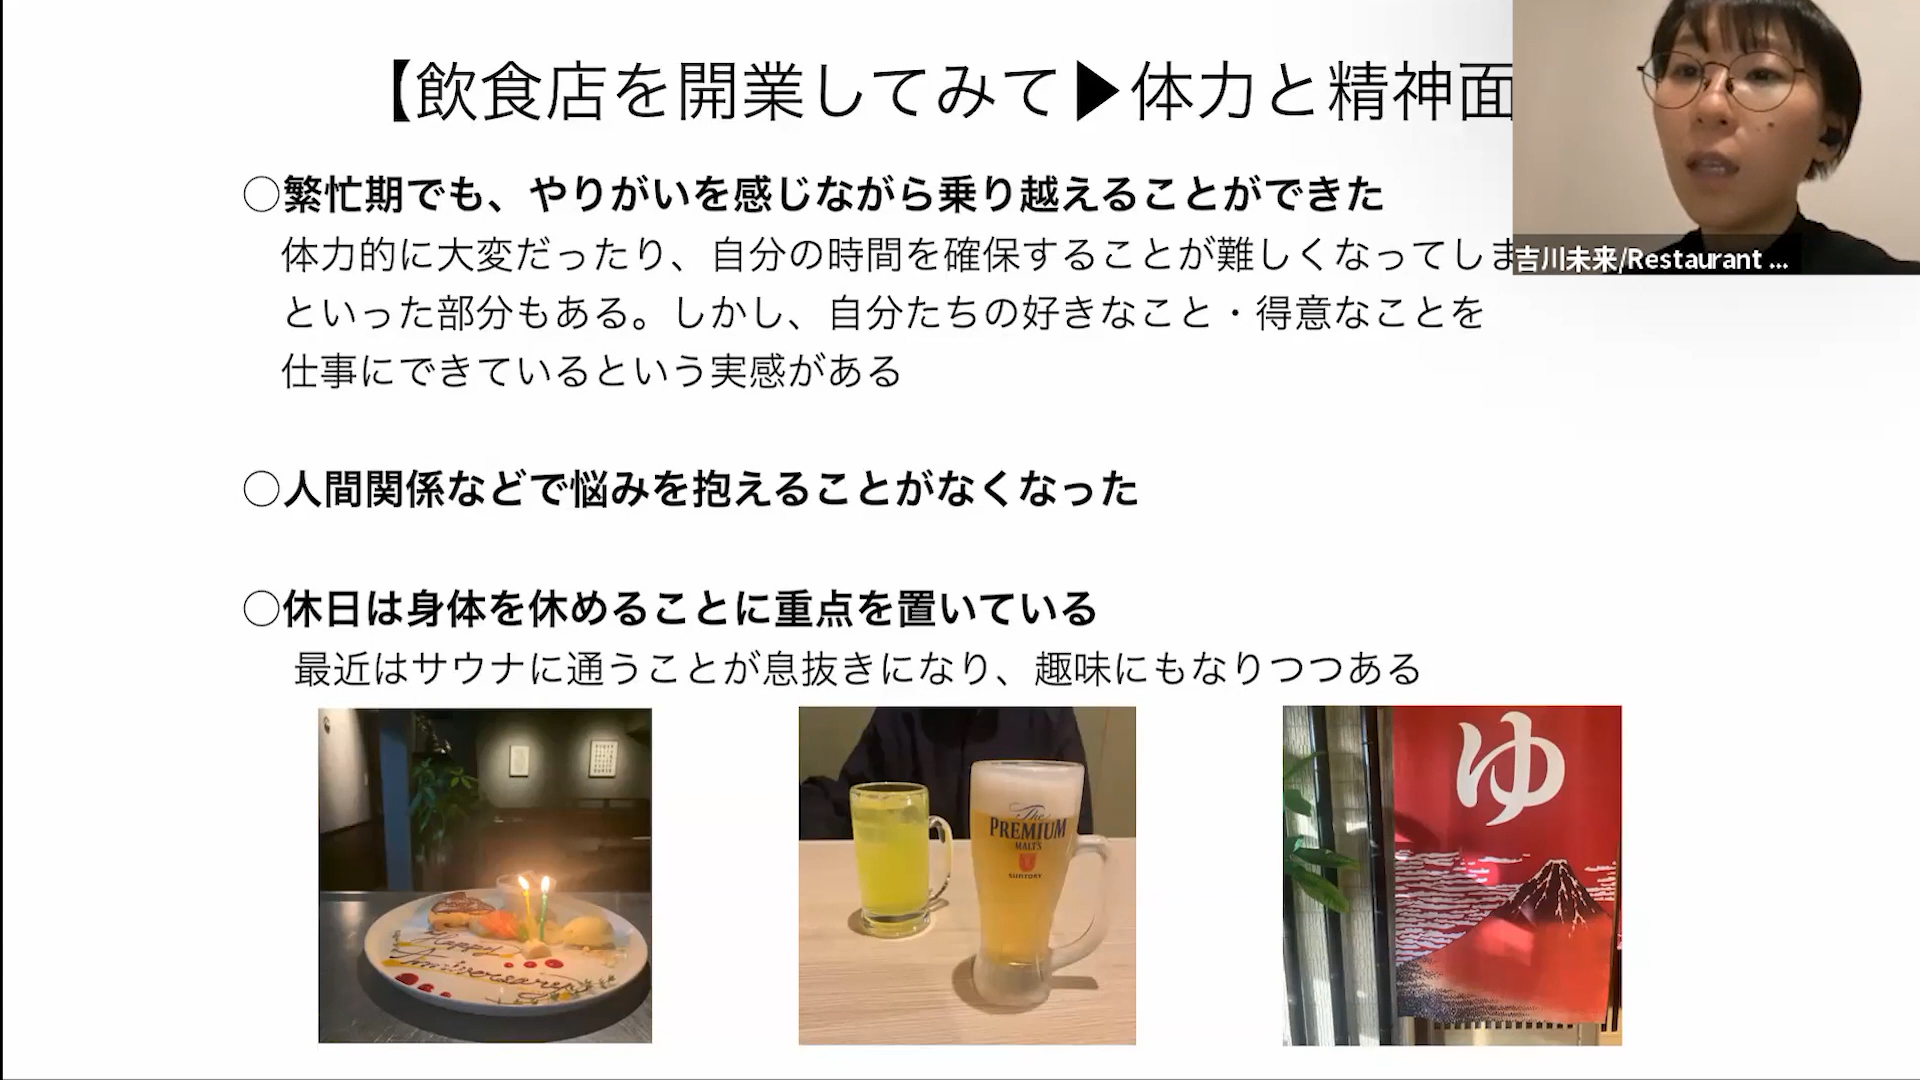 【飲食店を開業してみて▶体力と精神面
○繁忙期でも、やりがいを感じながら乗り越えることができた
体力的に大変だったり、自分の時間を確保することが難しくなってしま
といった部分もある。しかし、自分たちの好きなこと・得意なことを
仕事にできているという実感がある
○人間関係などで悩みを抱えることがなくなった
○休日は身体を休めることに重点を置いている
最近はサウナに通うことが息抜きになり、趣味にもなりつつある
吉川未来/Restaurant ...
Happy
Anniversary
The
PREMIUM
MALT'S
SUNTORY
ゆ